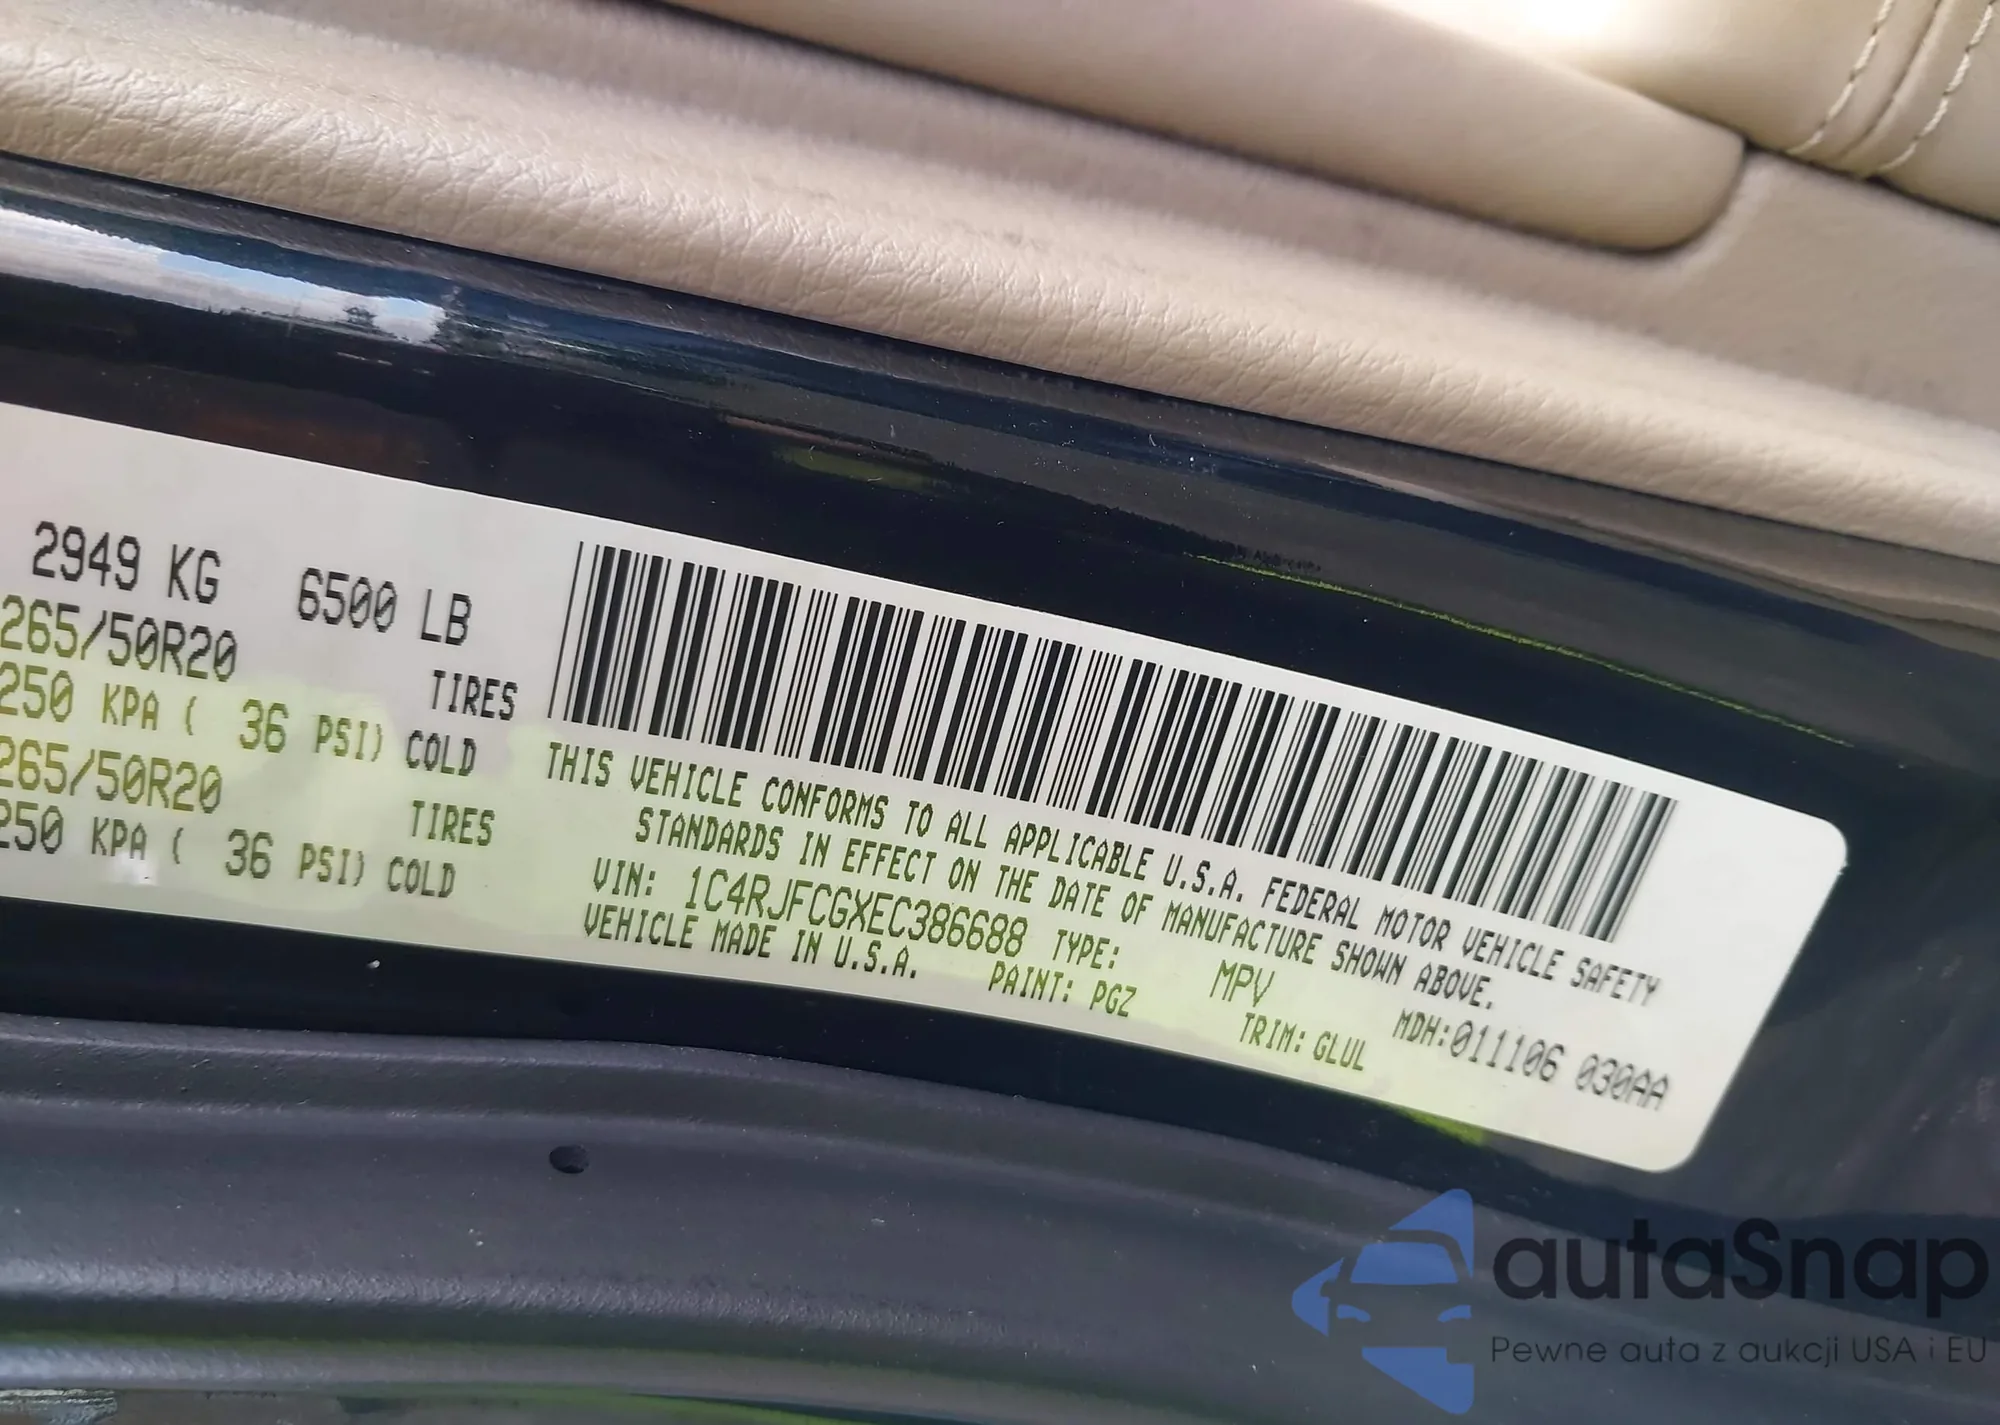 2949 KG 6500 LB
265/50R20 TIRES
250 KPA ( 36 PSI) COLD
265/50R20 TIRES
250 KPA ( 36 PSI) COLD
THIS VEHICLE CONFORMS TO ALL APPLICABLE U.S.A. FEDERAL MOTOR VEHICLE SAFETY
STANDARDS IN EFFECT ON THE DATE OF MANUFACTURE SHOWN ABOVE.
VIN: 1C4RJFCGXEC386688 TYPE: MPV MDH:011106 030AA
VEHICLE MADE IN U.S.A. PAINT: PGZ TRIM: GLUL
autaSnap
Pewne auta z aukcji USA i EU